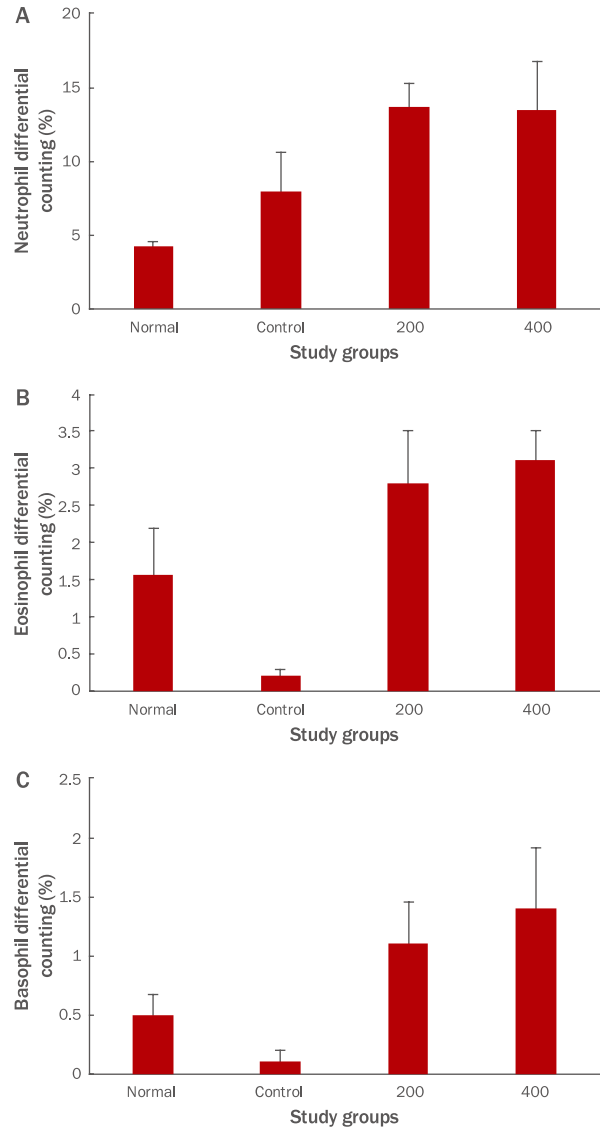 A
20
15
10
5
0
Neutrophil differential
counting (%)
Normal Control 200 400
Study groups
B
4
3.5
3
2.5
2
1.5
1
0.5
0
Eosinophil differential
counting (%)
Normal Control 200 400
Study groups
C
2.5
2
1.5
1
0.5
0
Basophil differential
counting (%)
Normal Control 200 400
Study groups